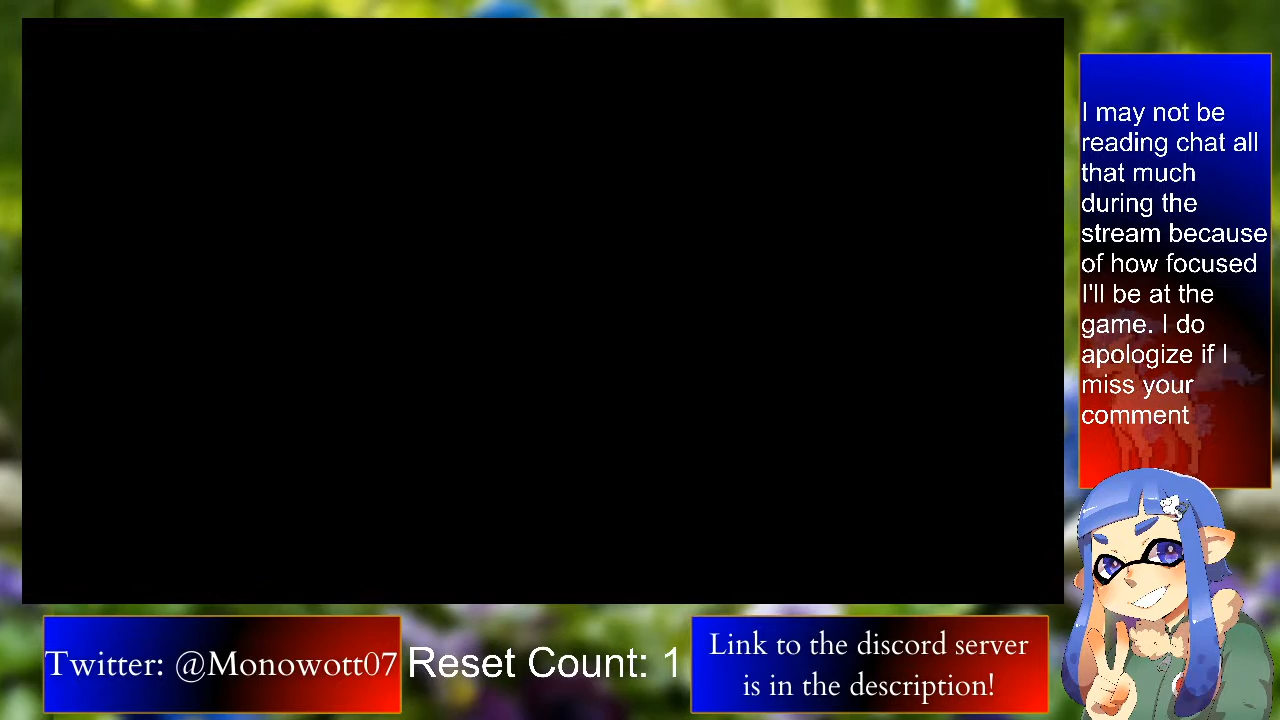 I may not be
reading chat all
that much
during the
stream because
of how focused
I'll be at the
game. I do
apologize if I
miss your
comment
Twitter: @Monowott07
Reset Count: 1
Link to the discord server
is in the description!